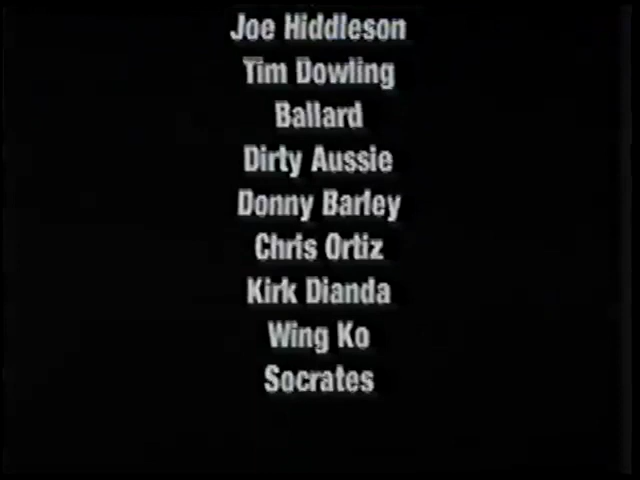 Joe Hiddleson
Tim Dowling
Ballard
Dirty Aussie
Donny Barley
Chris Ortiz
Kirk Dianda
Wing Ko
Socrates